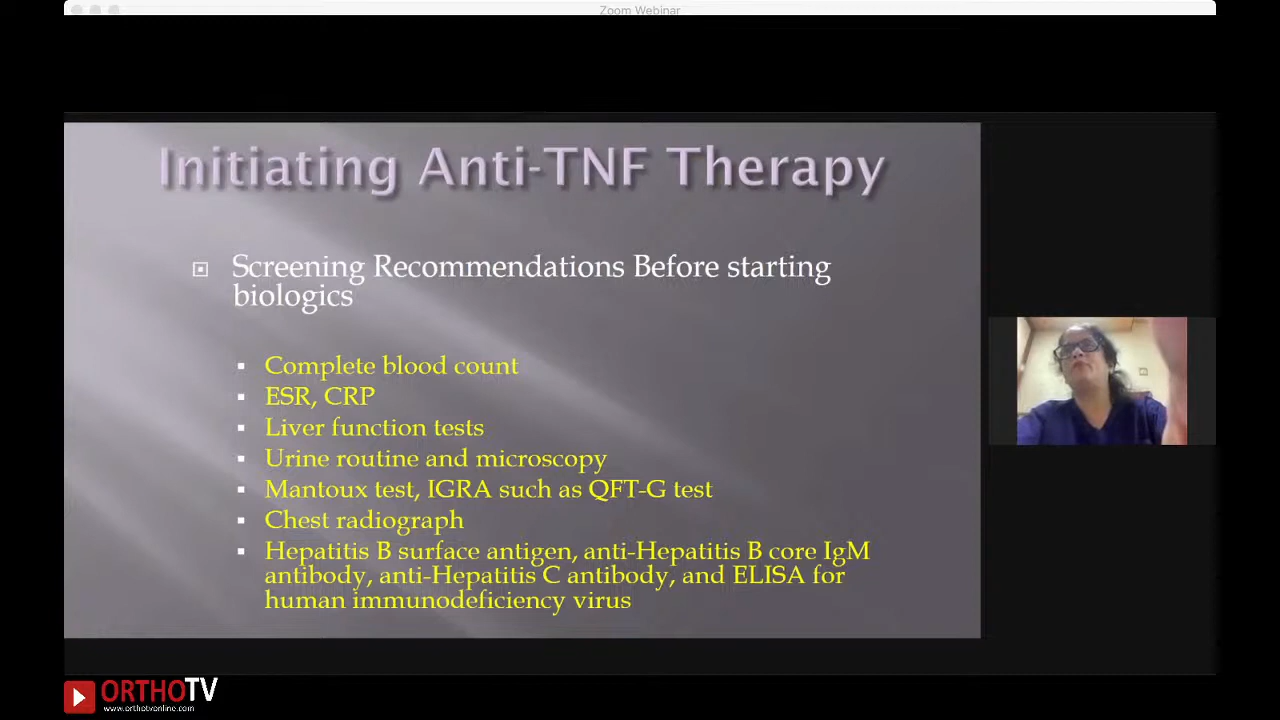 Zoom Webinar
Initiating Anti-TNF Therapy
Screening Recommendations Before starting
biologics
Complete blood count
ESR, CRP
Liver function tests
Urine routine and microscopy
Mantoux test, IGRA such as QFT-G test
Chest radiograph
Hepatitis B surface antigen, anti-Hepatitis B core IgM
antibody, anti-Hepatitis C antibody, and ELISA for
human immunodeficiency virus
ORTHOTV
www.orthotvonline.com